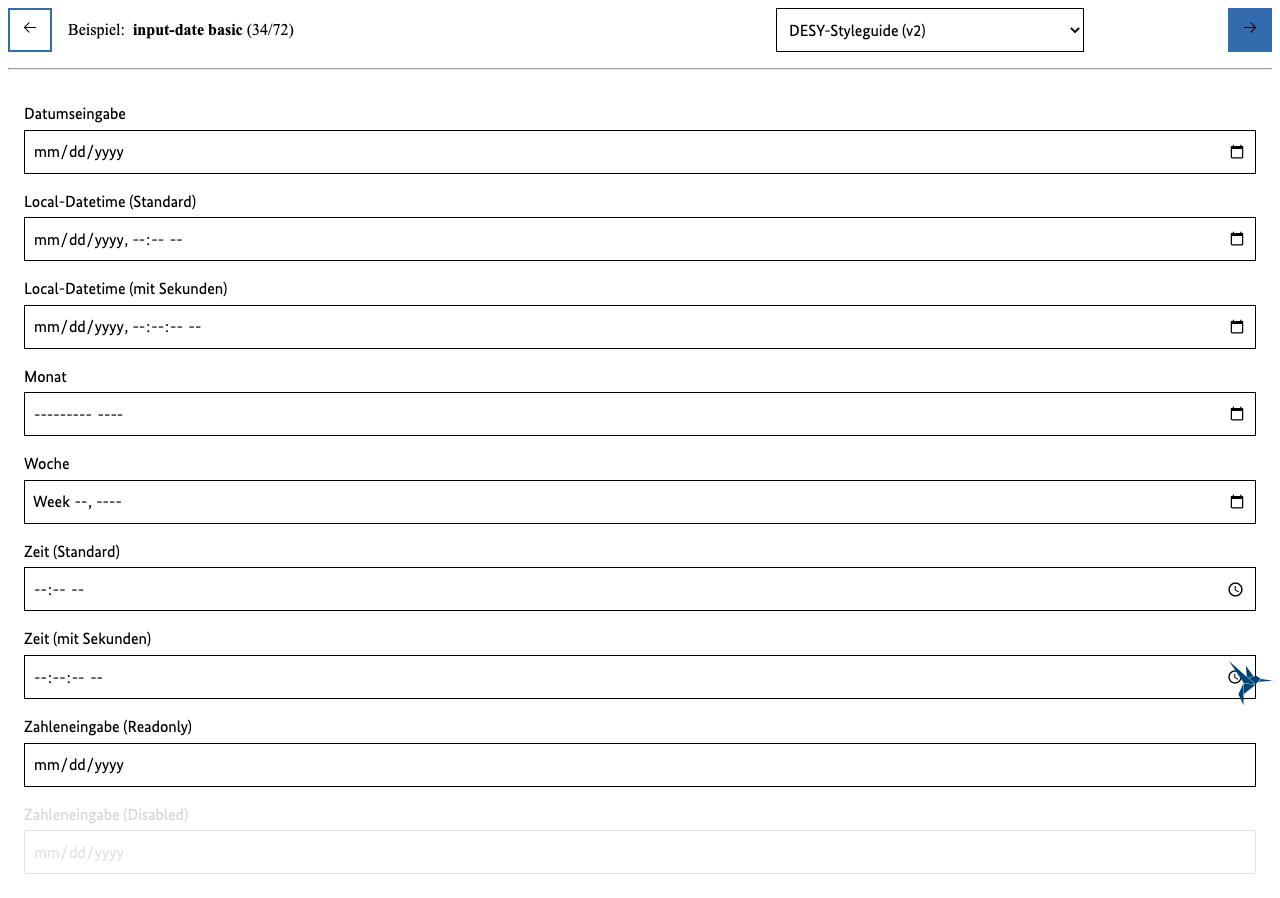 Beispiel: input-date basic (34/72)
DESY-Styleguide (v2)
Datumseingabe
mm/dd/yyyy
Local-Datetime (Standard)
mm/dd/yyyy, --:-- --
Local-Datetime (mit Sekunden)
mm/dd/yyyy, --:--:-- --
Monat
--------- ----
Woche
Week --, ----
Zeit (Standard)
--:-- --
Zeit (mit Sekunden)
--:--:-- --
Zahleneingabe (Readonly)
mm/dd/yyyy
Zahleneingabe (Disabled)
mm/dd/yyyy